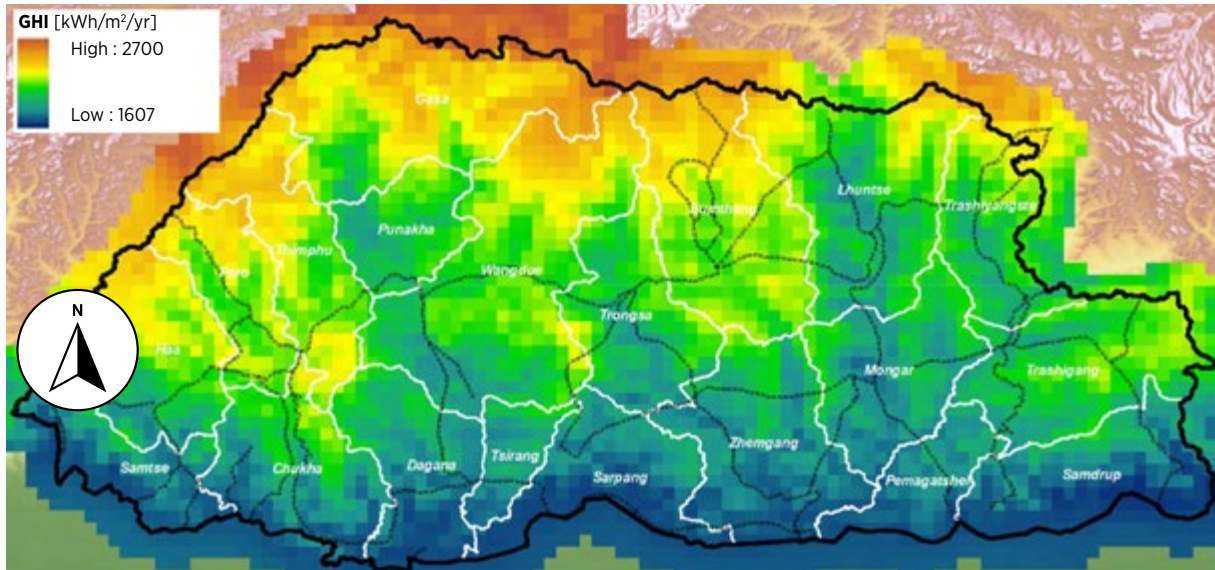 GHI [kWh/m²/yr]
High : 2700
Low : 1607
Gasa
Lhuntse
Bumthang
Trashiyangste
Punakha
Thimphu
Paro
Wangdue
N
Trongsa
Haa
Mongar
Trashigang
Zhemgang
Tsirang
Dagana
Samtse
Chukha
Sarpang
Pemagatshel
Samdrup